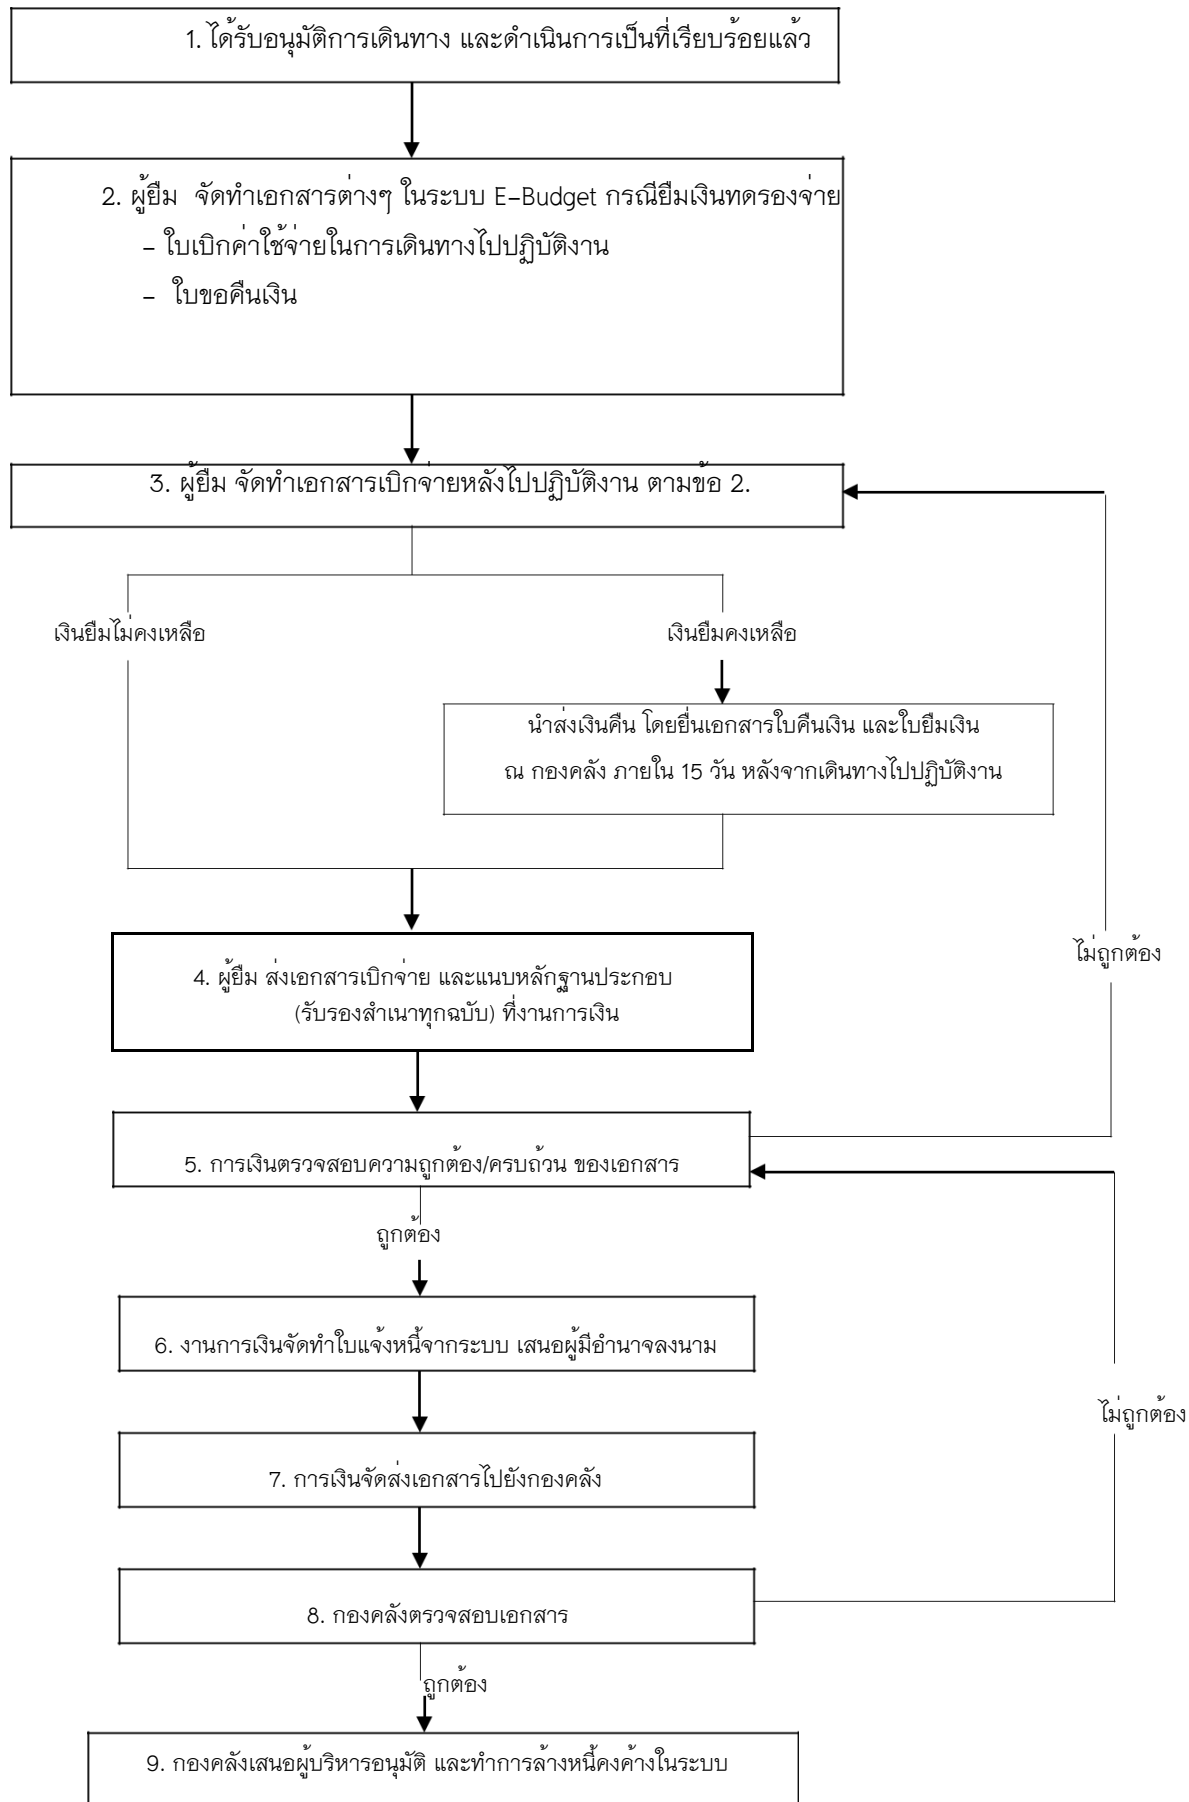 1. ได้รับอนุมัติการเดินทาง และดำเนินการเป็นที่เรียบร้อยแล้ว
2. ผู้ยืม จัดทำเอกสารต่างๆ ในระบบ E-Budget กรณียืมเงินทดรองจ่าย
- ใบเบิกค่าใช้จ่ายในการเดินทางไปปฏิบัติงาน
- ใบขอคืนเงิน
3. ผู้ยืม จัดทำเอกสารเบิกจ่ายหลังไปปฏิบัติงาน ตามข้อ 2.
เงินยืมไม่คงเหลือ
เงินยืมคงเหลือ
นำส่งเงินคืน โดยยื่นเอกสารใบคืนเงิน และใบยืมเงิน
ณ กองคลัง ภายใน 15 วัน หลังจากเดินทางไปปฏิบัติงาน
ไม่ถูกต้อง
4. ผู้ยืม ส่งเอกสารเบิกจ่าย และแนบหลักฐานประกอบ
(รับรองสำเนาทุกฉบับ) ที่งานการเงิน
5. การเงินตรวจสอบความถูกต้อง/ครบถ้วน ของเอกสาร
ถูกต้อง
6. งานการเงินจัดทำใบแจ้งหนี้จากระบบ เสนอผู้มีอำนาจลงนาม
ไม่ถูกต้อง
7. การเงินจัดส่งเอกสารไปยังกองคลัง
8. กองคลังตรวจสอบเอกสาร
ถูกต้อง
9. กองคลังเสนอผู้บริหารอนุมัติ และทำการล้างหนี้คงค้างในระบบ